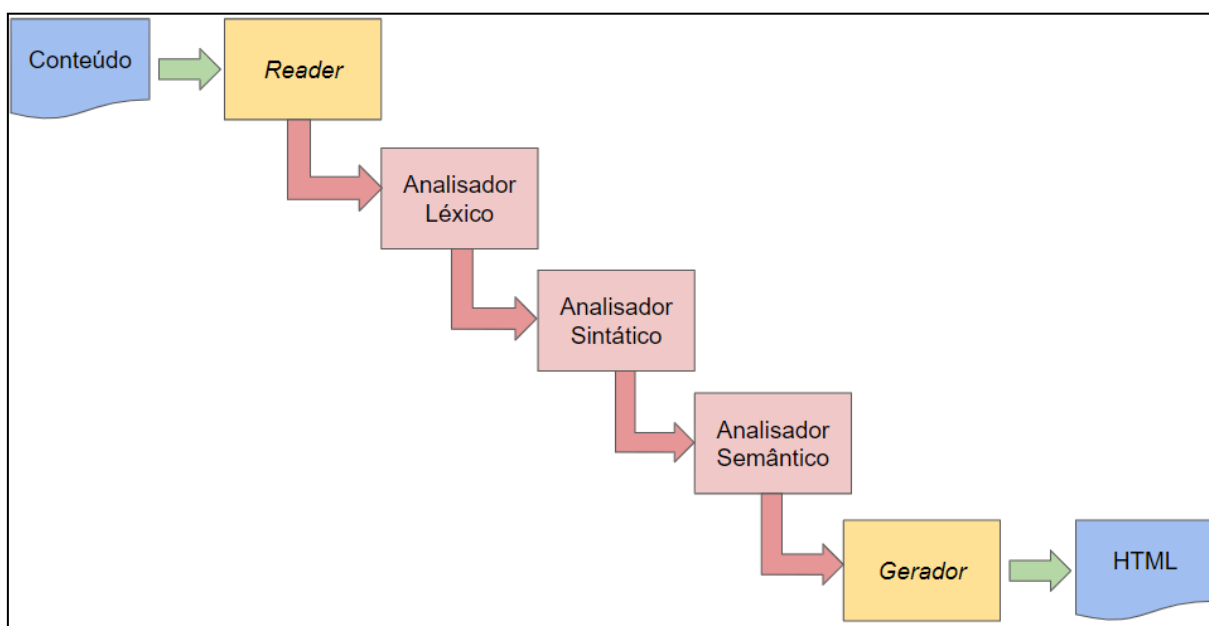 Conteúdo
Reader
Analisador
Léxico
Analisador
Sintático
Analisador
Semântico
Gerador
HTML